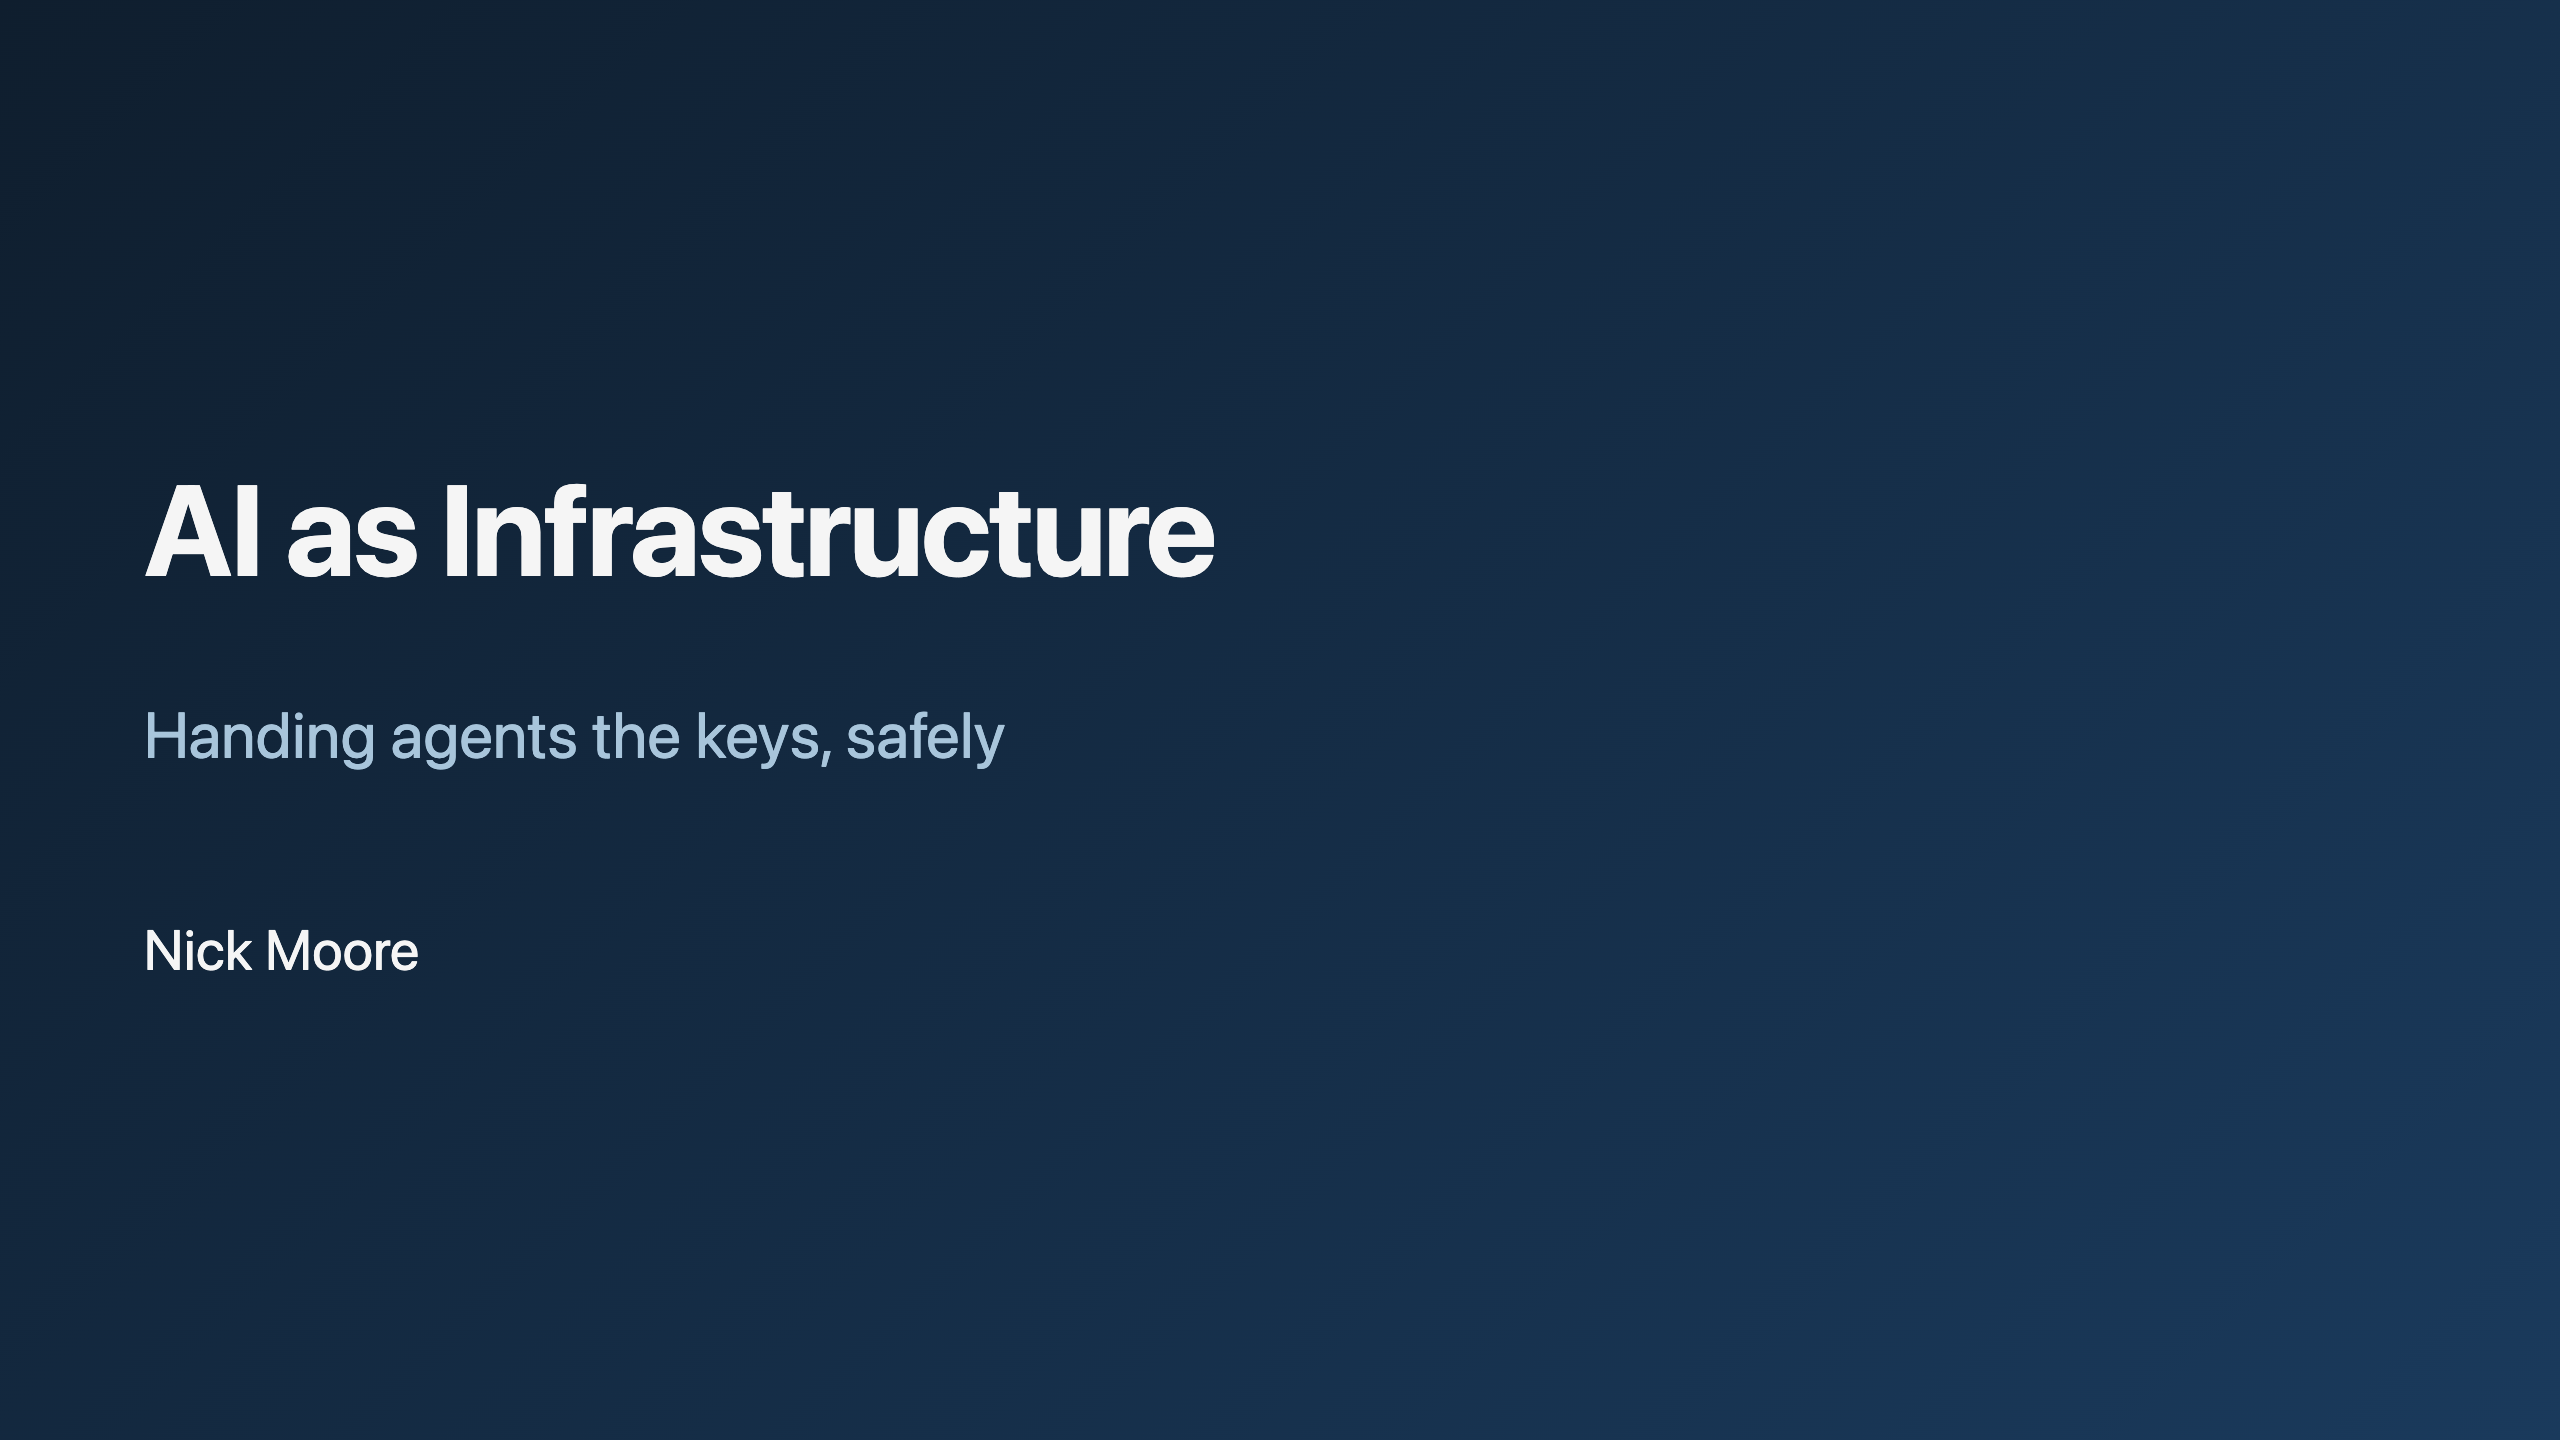 AI as Infrastructure
Handing agents the keys, safely
Nick Moore